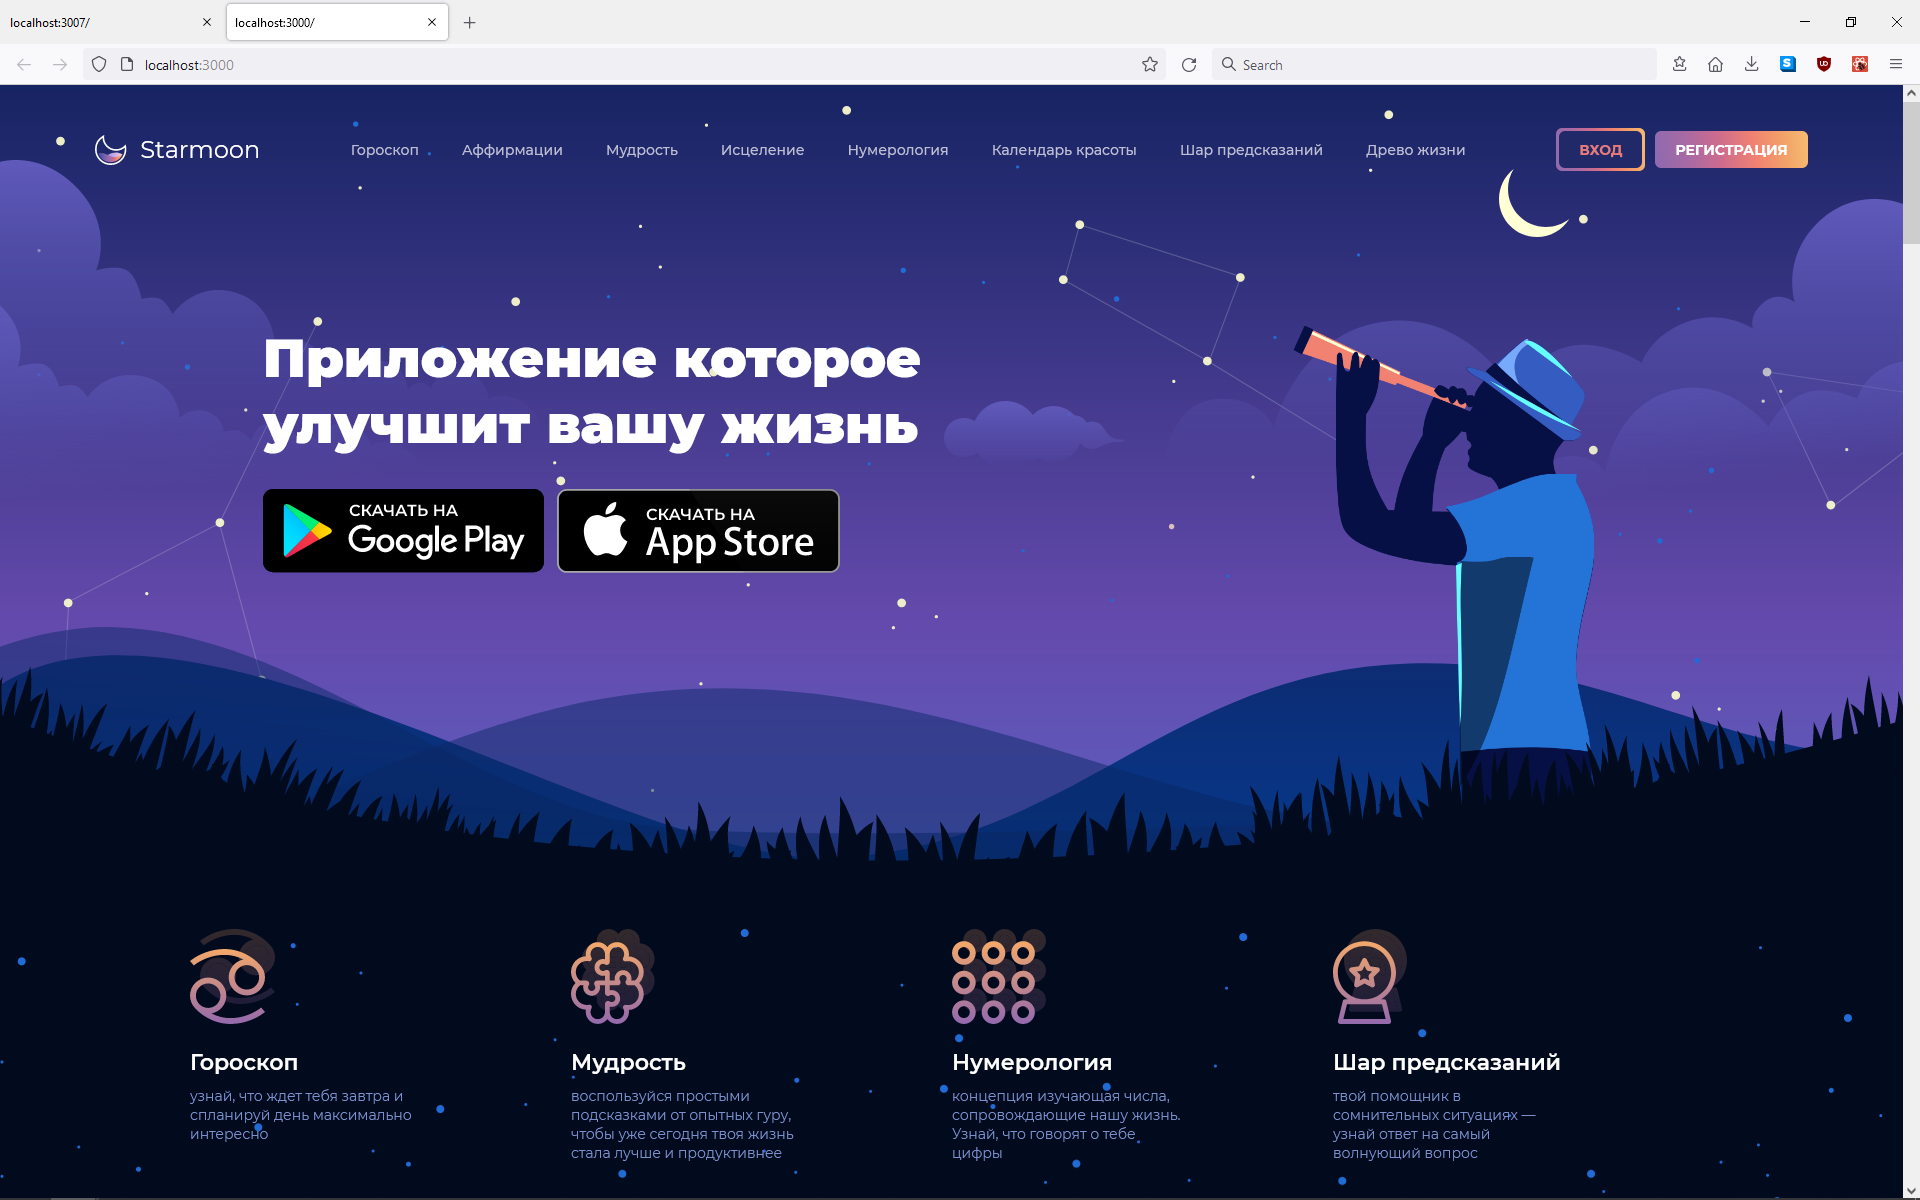 localhost:3007/
localhost:3000/
localhost:3000
Search
Starmoon
Гороскоп
Аффирмации
Мудрость
Исцеление
Нумерология
Календарь красоты
Шар предсказаний
Древо жизни
ВХОД
РЕГИСТРАЦИЯ
Приложение которое
улучшит вашу жизнь
СКАЧАТЬ НА
Google Play
СКАЧАТЬ НА
App Store
Гороскоп
узнай, что ждет тебя завтра и
спланируй день максимально
интересно
Мудрость
воспользуйся простыми
подсказками от опытных гуру,
чтобы уже сегодня твоя жизнь
стала лучше и продуктивнее
Нумерология
концепция изучающая числа,
сопровождающие нашу жизнь.
Узнай, что говорят о тебе
цифры
Шар предсказаний
твой помощник в
сомнительных ситуациях —
узнай ответ на самый
волнующий вопрос